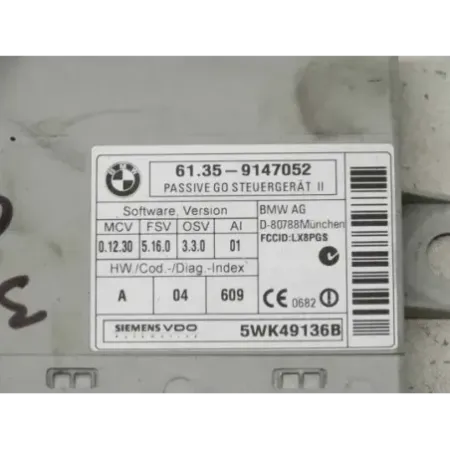 BMW
61.35-9147052
PASSIVE GO STEUERGERÄT II
Software, Version
MCV FSV OSV AI
0.12.30 5.16.0 3.3.0 01
HW./Cod.-/Diag.-Index
A 04 609
BMW AG
D-80788München
FCCID:LX8PGS
CE 0682
SIEMENS VDO
Automotive
5WK49136B